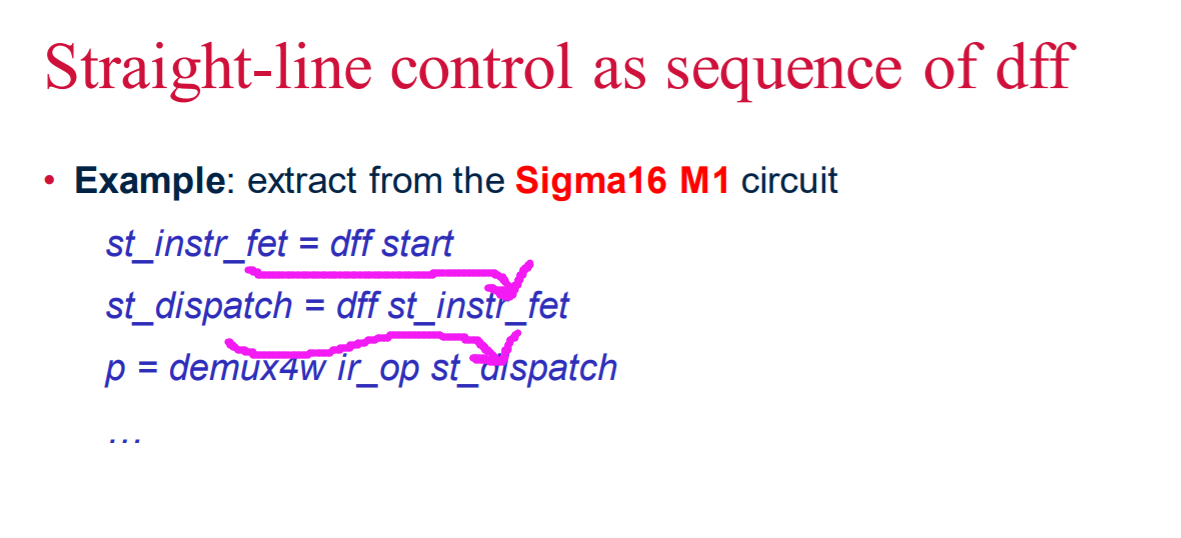 Straight-line control as sequence of dff
• Example: extract from the Sigma16 M1 circuit
st_instr_fet = dff start
st_dispatch = dff st_instr_fet
p = demux4w ir_op st_dispatch
…